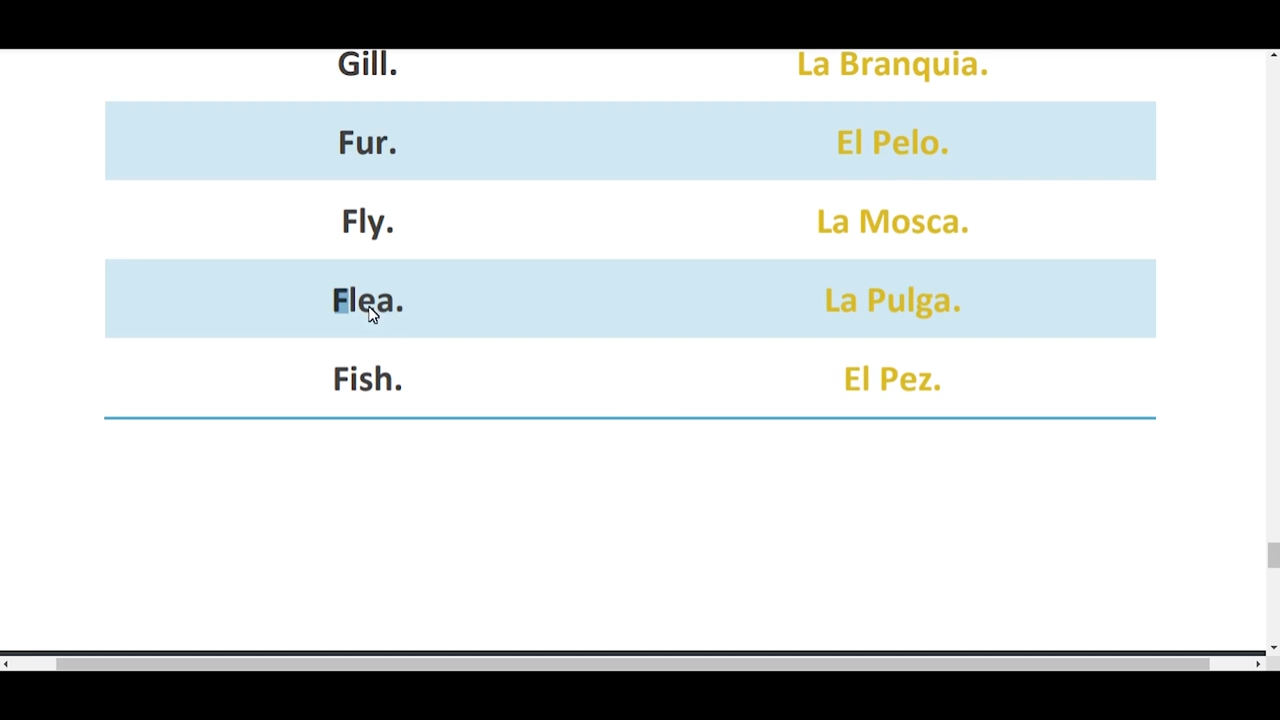 Gill. La Branquia.
Fur. El Pelo.
Fly. La Mosca.
Flea. La Pulga.
Fish. El Pez.